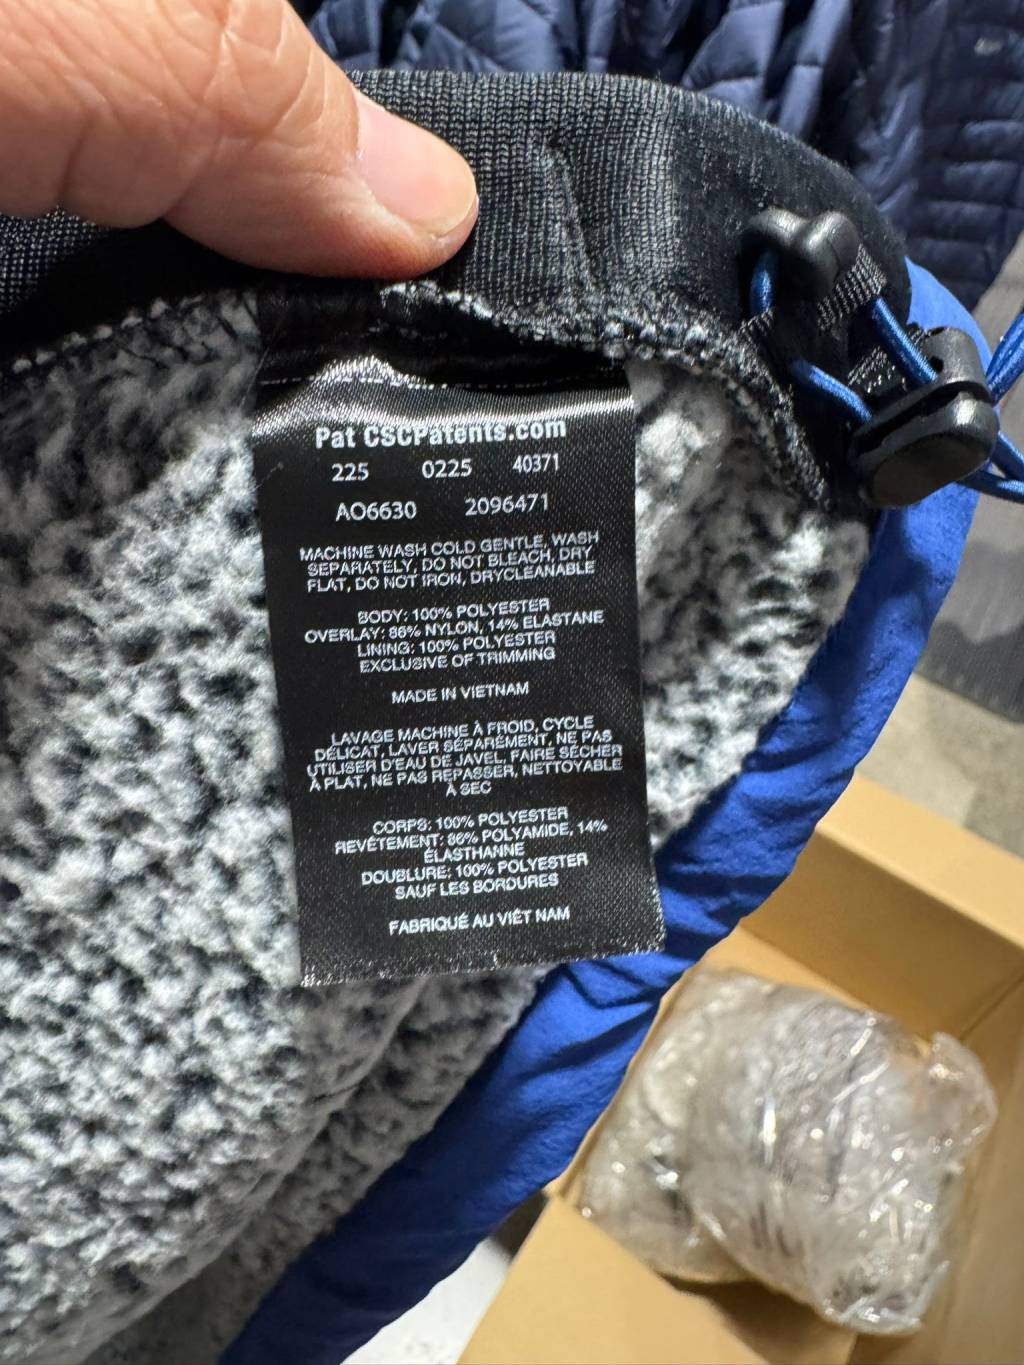 Pat CSCPatents.com
225 0225 40371
AO6630 2096471
MACHINE WASH COLD GENTLE, WASH
SEPARATELY, DO NOT BLEACH, DRY
FLAT, DO NOT IRON, DRYCLEANABLE
BODY: 100% POLYESTER
OVERLAY: 86% NYLON, 14% ELASTANE
LINING: 100% POLYESTER
EXCLUSIVE OF TRIMMING
MADE IN VIETNAM
LAVAGE MACHINE À FROID, CYCLE
DÉLICAT, LAVER SÉPARÉMENT, NE PAS
UTILISER D'EAU DE JAVEL, FAIRE SÉCHER
À PLAT, NE PAS REPASSER, NETTOYABLE
À SEC
CORPS: 100% POLYESTER
REVÊTEMENT: 86% POLYAMIDE, 14%
ÉLASTHANNE
DOUBLURE: 100% POLYESTER
SAUF LES BORDURES
FABRIQUÉ AU VIÊT NAM